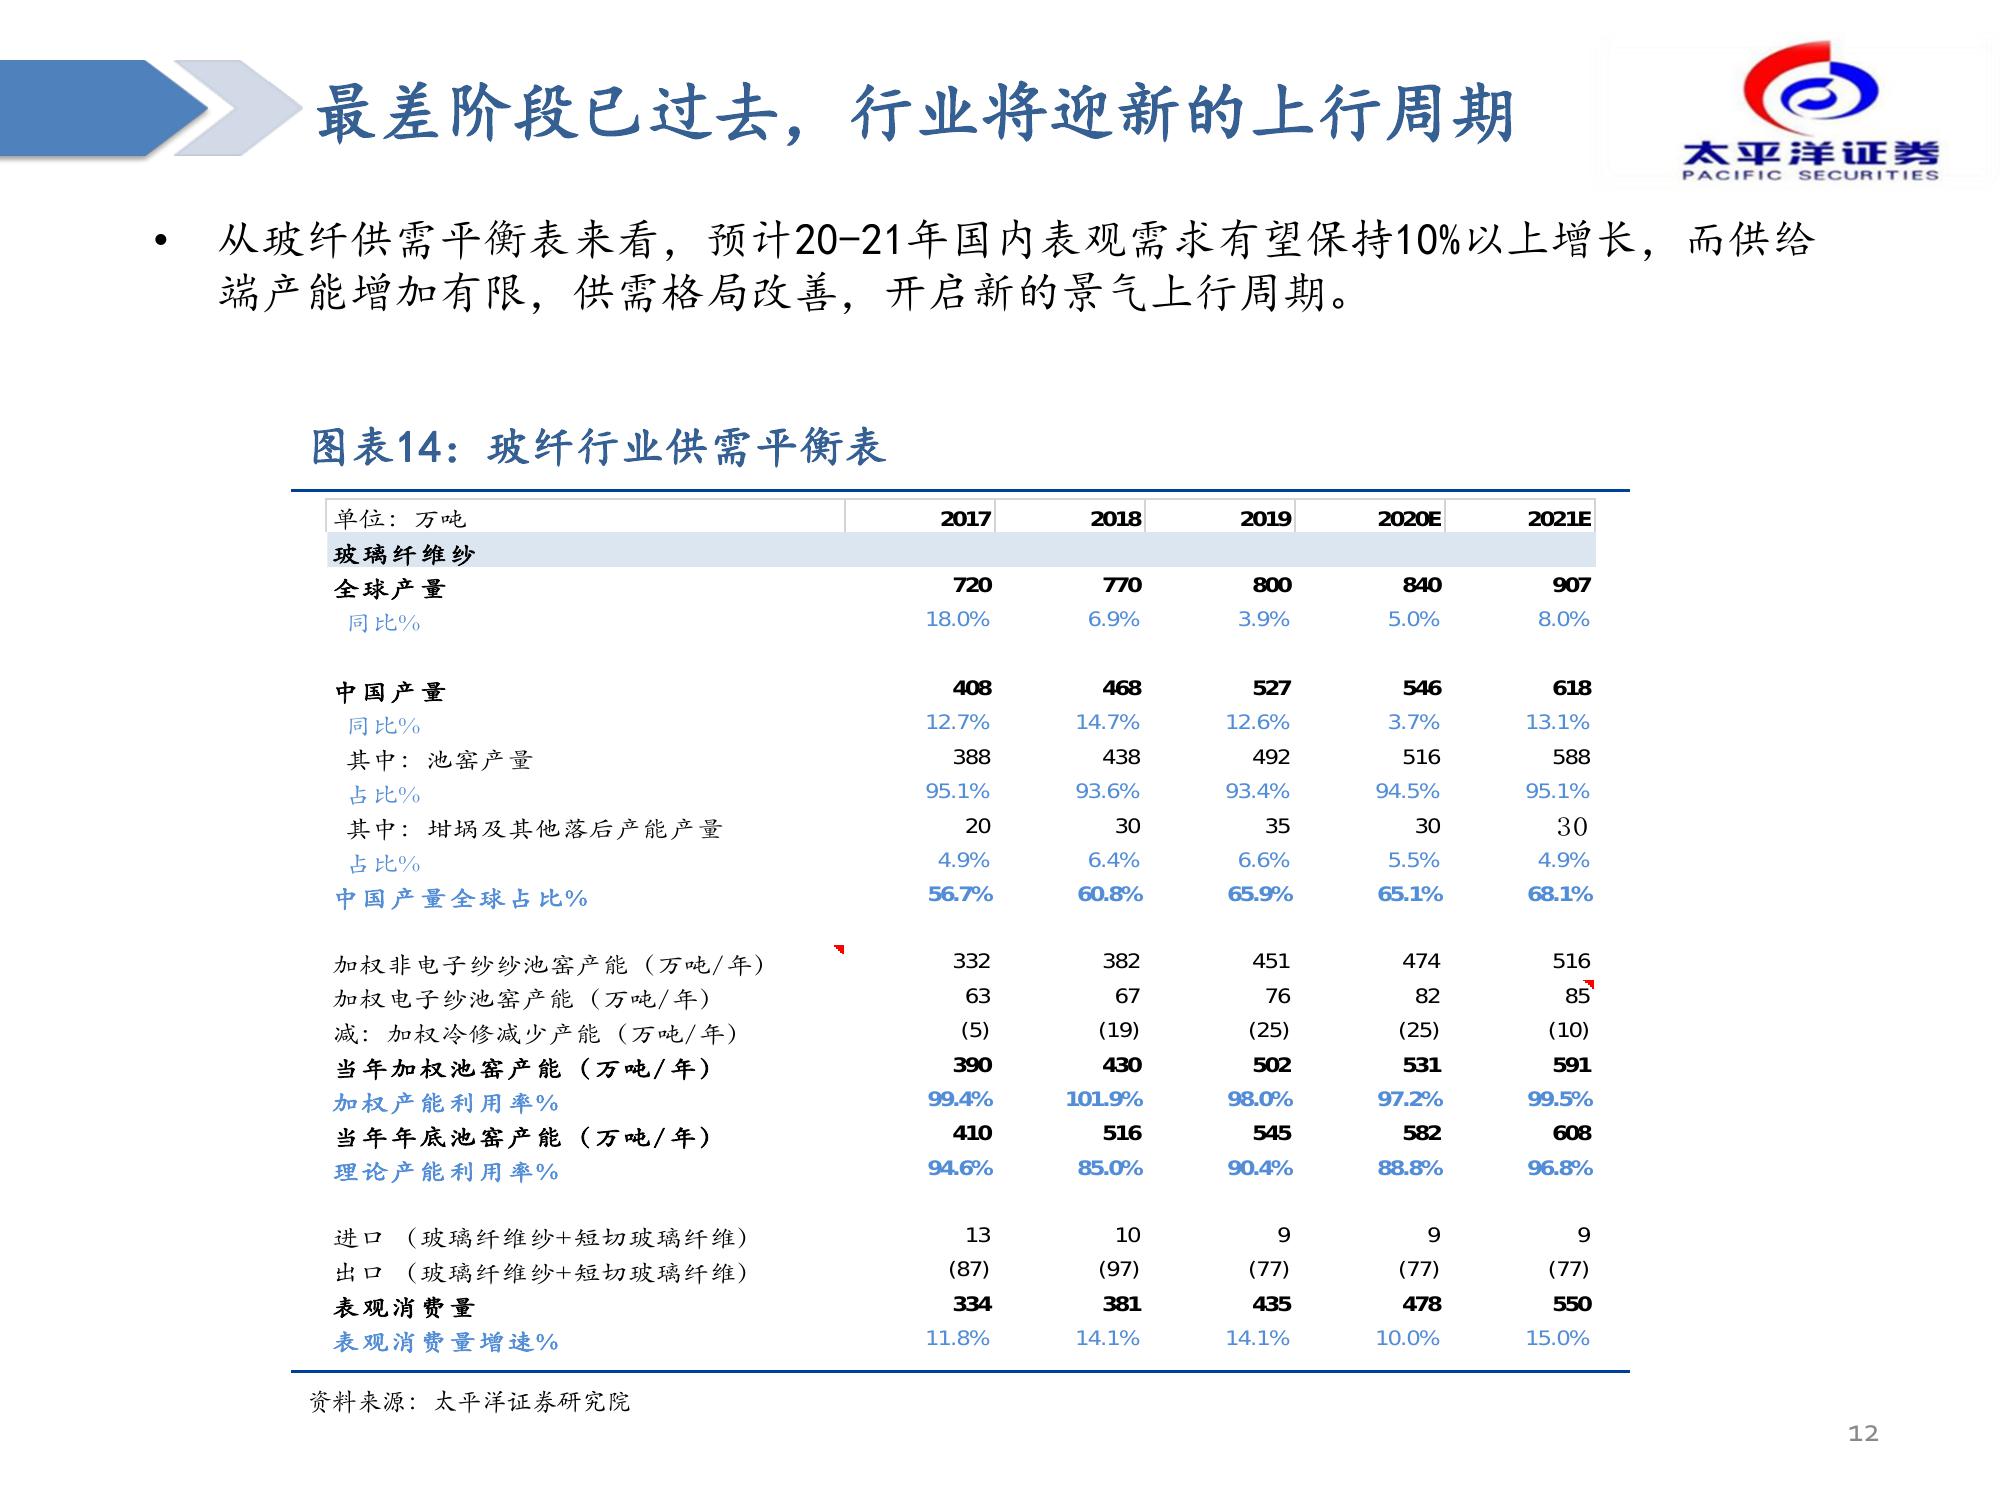 最差阶段已过去，行业将迎新的上行周期
太平洋证券
PACIFIC SECURITIES
• 从玻纤供需平衡表来看，预计20-21年国内表观需求有望保持10%以上增长，而供给
端产能增加有限，供需格局改善，开启新的景气上行周期。
图表14：玻纤行业供需平衡表
单位：万吨 2017 2018 2019 2020E 2021E
玻璃纤维纱
全球产量 720 770 800 840 907
同比% 18.0% 6.9% 3.9% 5.0% 8.0%
中国产量 408 468 527 546 618
同比% 12.7% 14.7% 12.6% 3.7% 13.1%
其中：池窑产量 388 438 492 516 588
占比% 95.1% 93.6% 93.4% 94.5% 95.1%
其中：坩埚及其他落后产能产量 20 30 35 30 30
占比% 4.9% 6.4% 6.6% 5.5% 4.9%
中国产量全球占比% 56.7% 60.8% 65.9% 65.1% 68.1%
加权非电子纱纱池窑产能（万吨/年） 332 382 451 474 516
加权电子纱池窑产能（万吨/年） 63 67 76 82 85
减：加权冷修减少产能（万吨/年） (5) (19) (25) (25) (10)
当年加权池窑产能（万吨/年） 390 430 502 531 591
加权产能利用率% 99.4% 101.9% 98.0% 97.2% 99.5%
当年年底池窑产能（万吨/年） 410 516 545 582 608
理论产能利用率% 94.6% 85.0% 90.4% 88.8% 96.8%
进口 （玻璃纤维纱+短切玻璃纤维） 13 10 9 9 9
出口 （玻璃纤维纱+短切玻璃纤维） (87) (97) (77) (77) (77)
表观消费量 334 381 435 478 550
表观消费量增速% 11.8% 14.1% 14.1% 10.0% 15.0%
资料来源：太平洋证券研究院
12